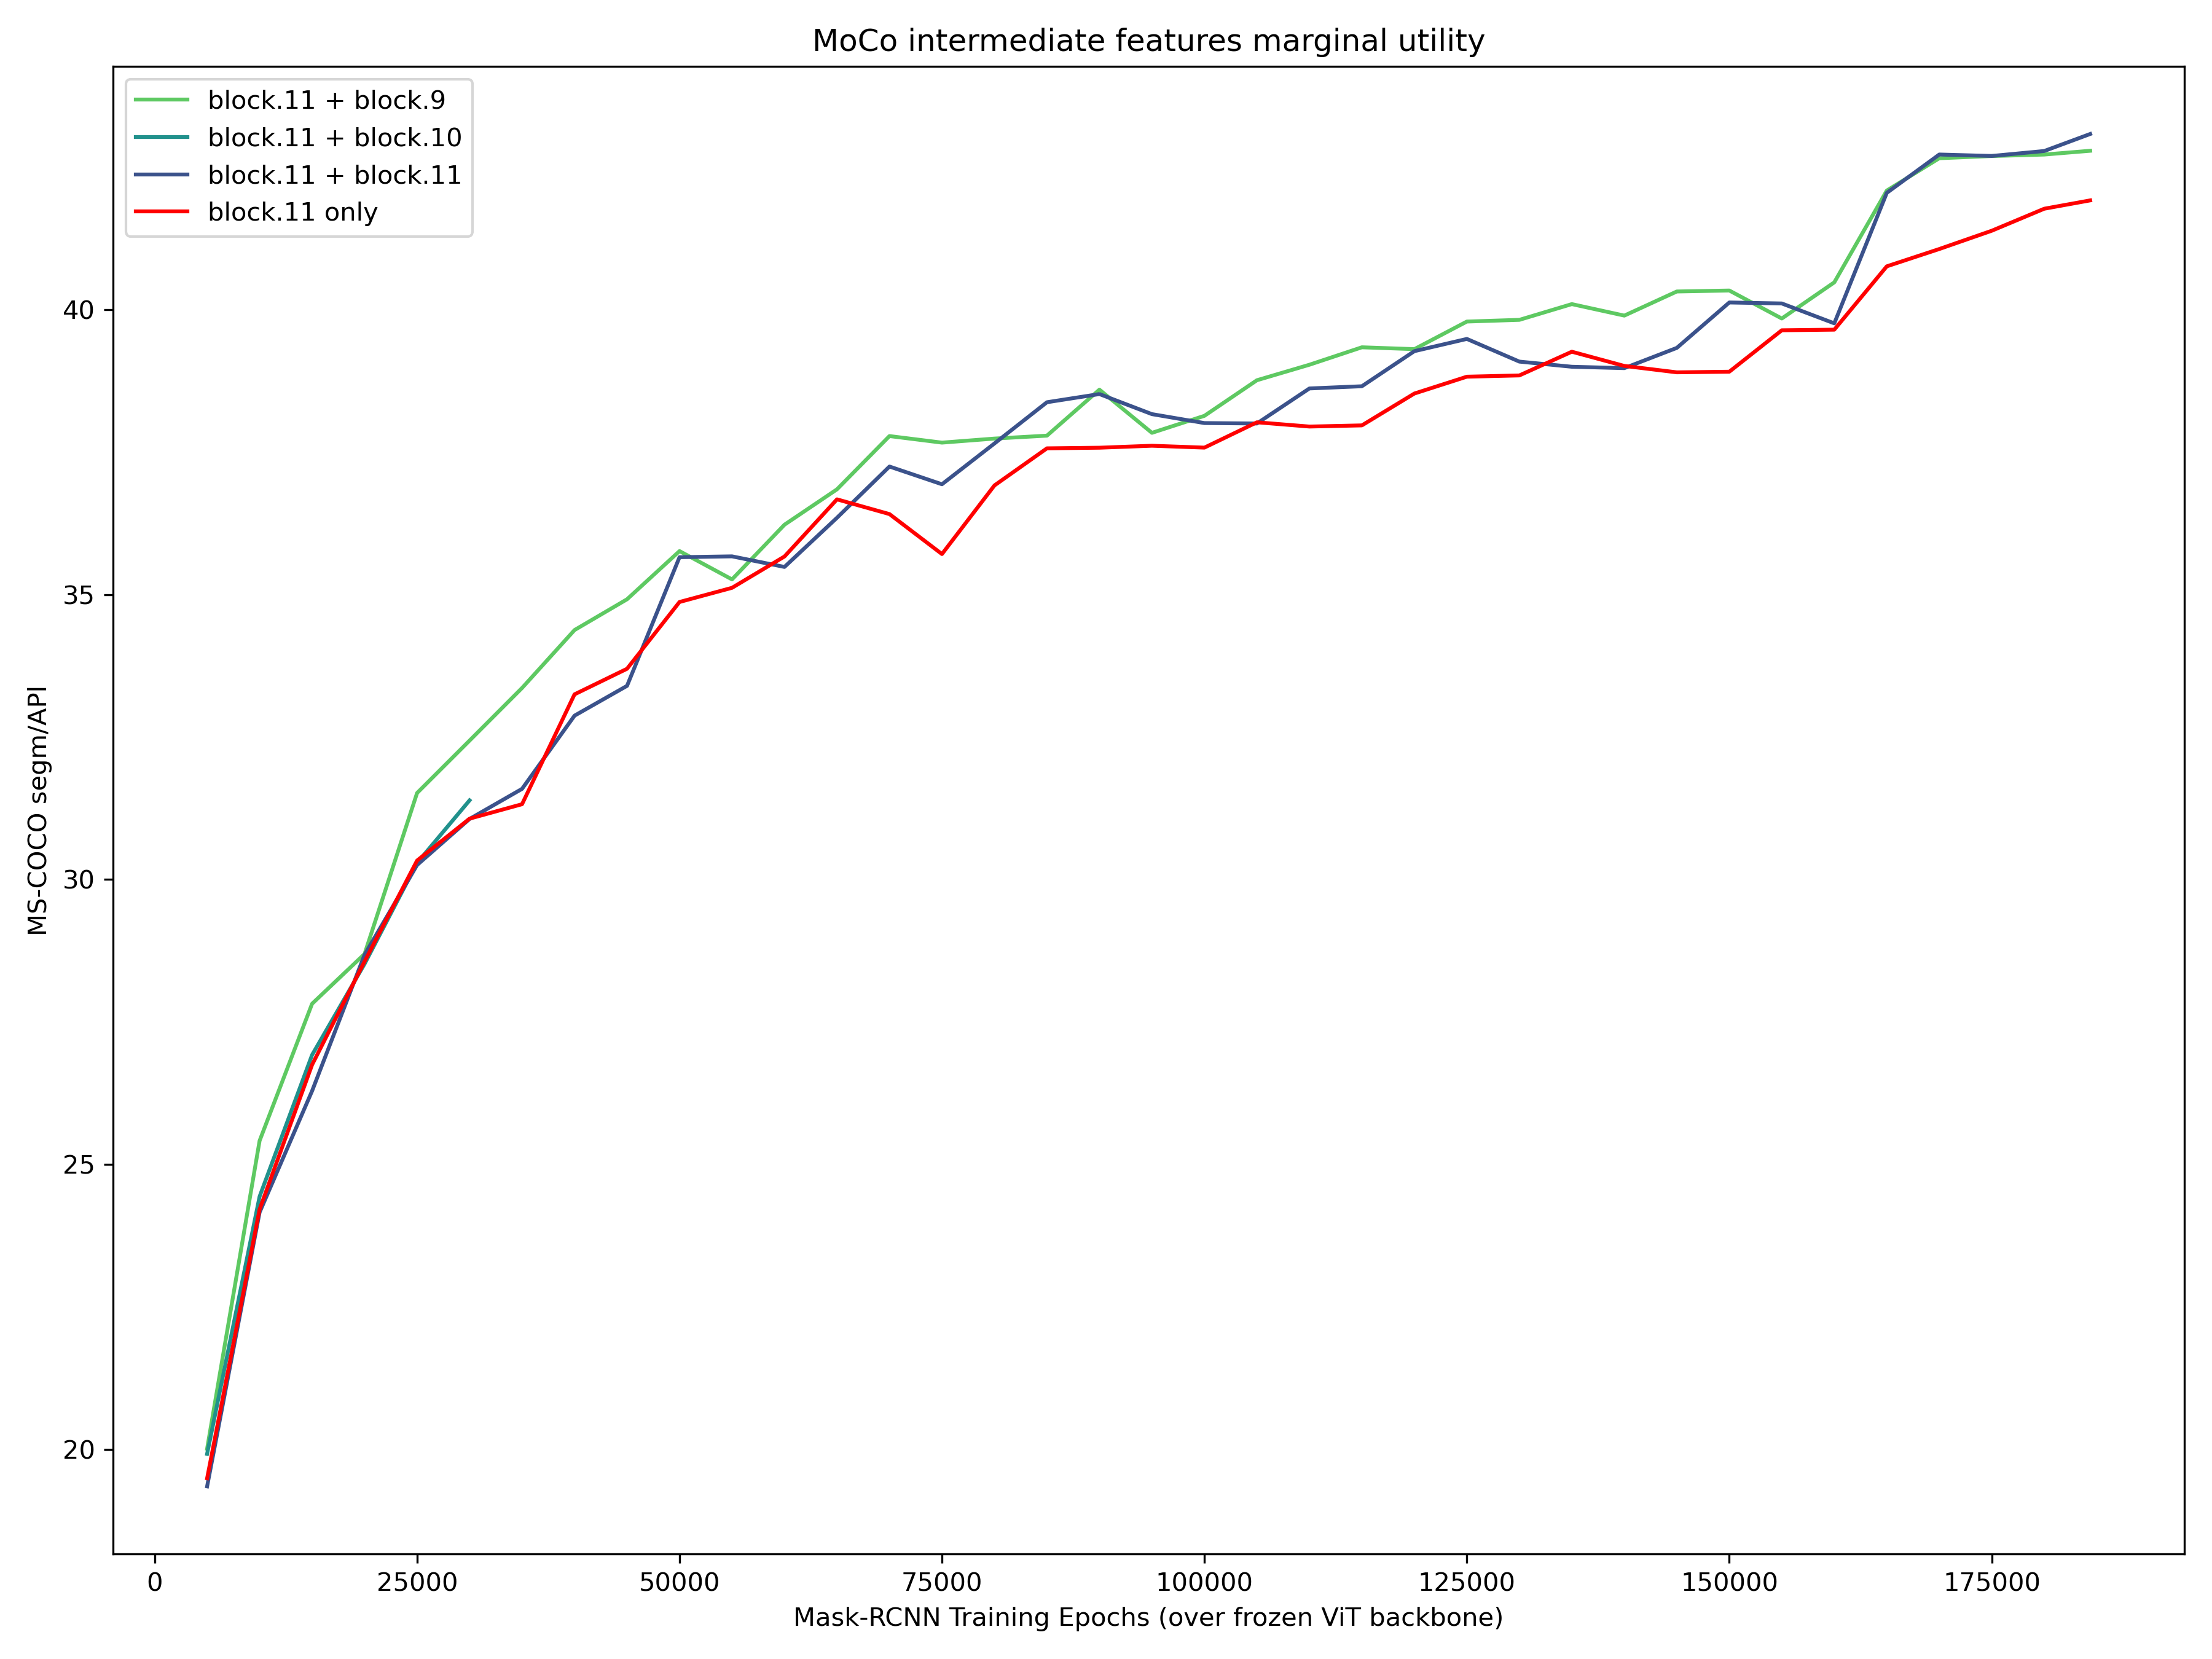 MoCo intermediate features marginal utility
block.11 + block.9
block.11 + block.10
block.11 + block.11
block.11 only
MS-COCO segm/API
40
35
30
25
20
0 25000 50000 75000 100000 125000 150000 175000
Mask-RCNN Training Epochs (over frozen ViT backbone)